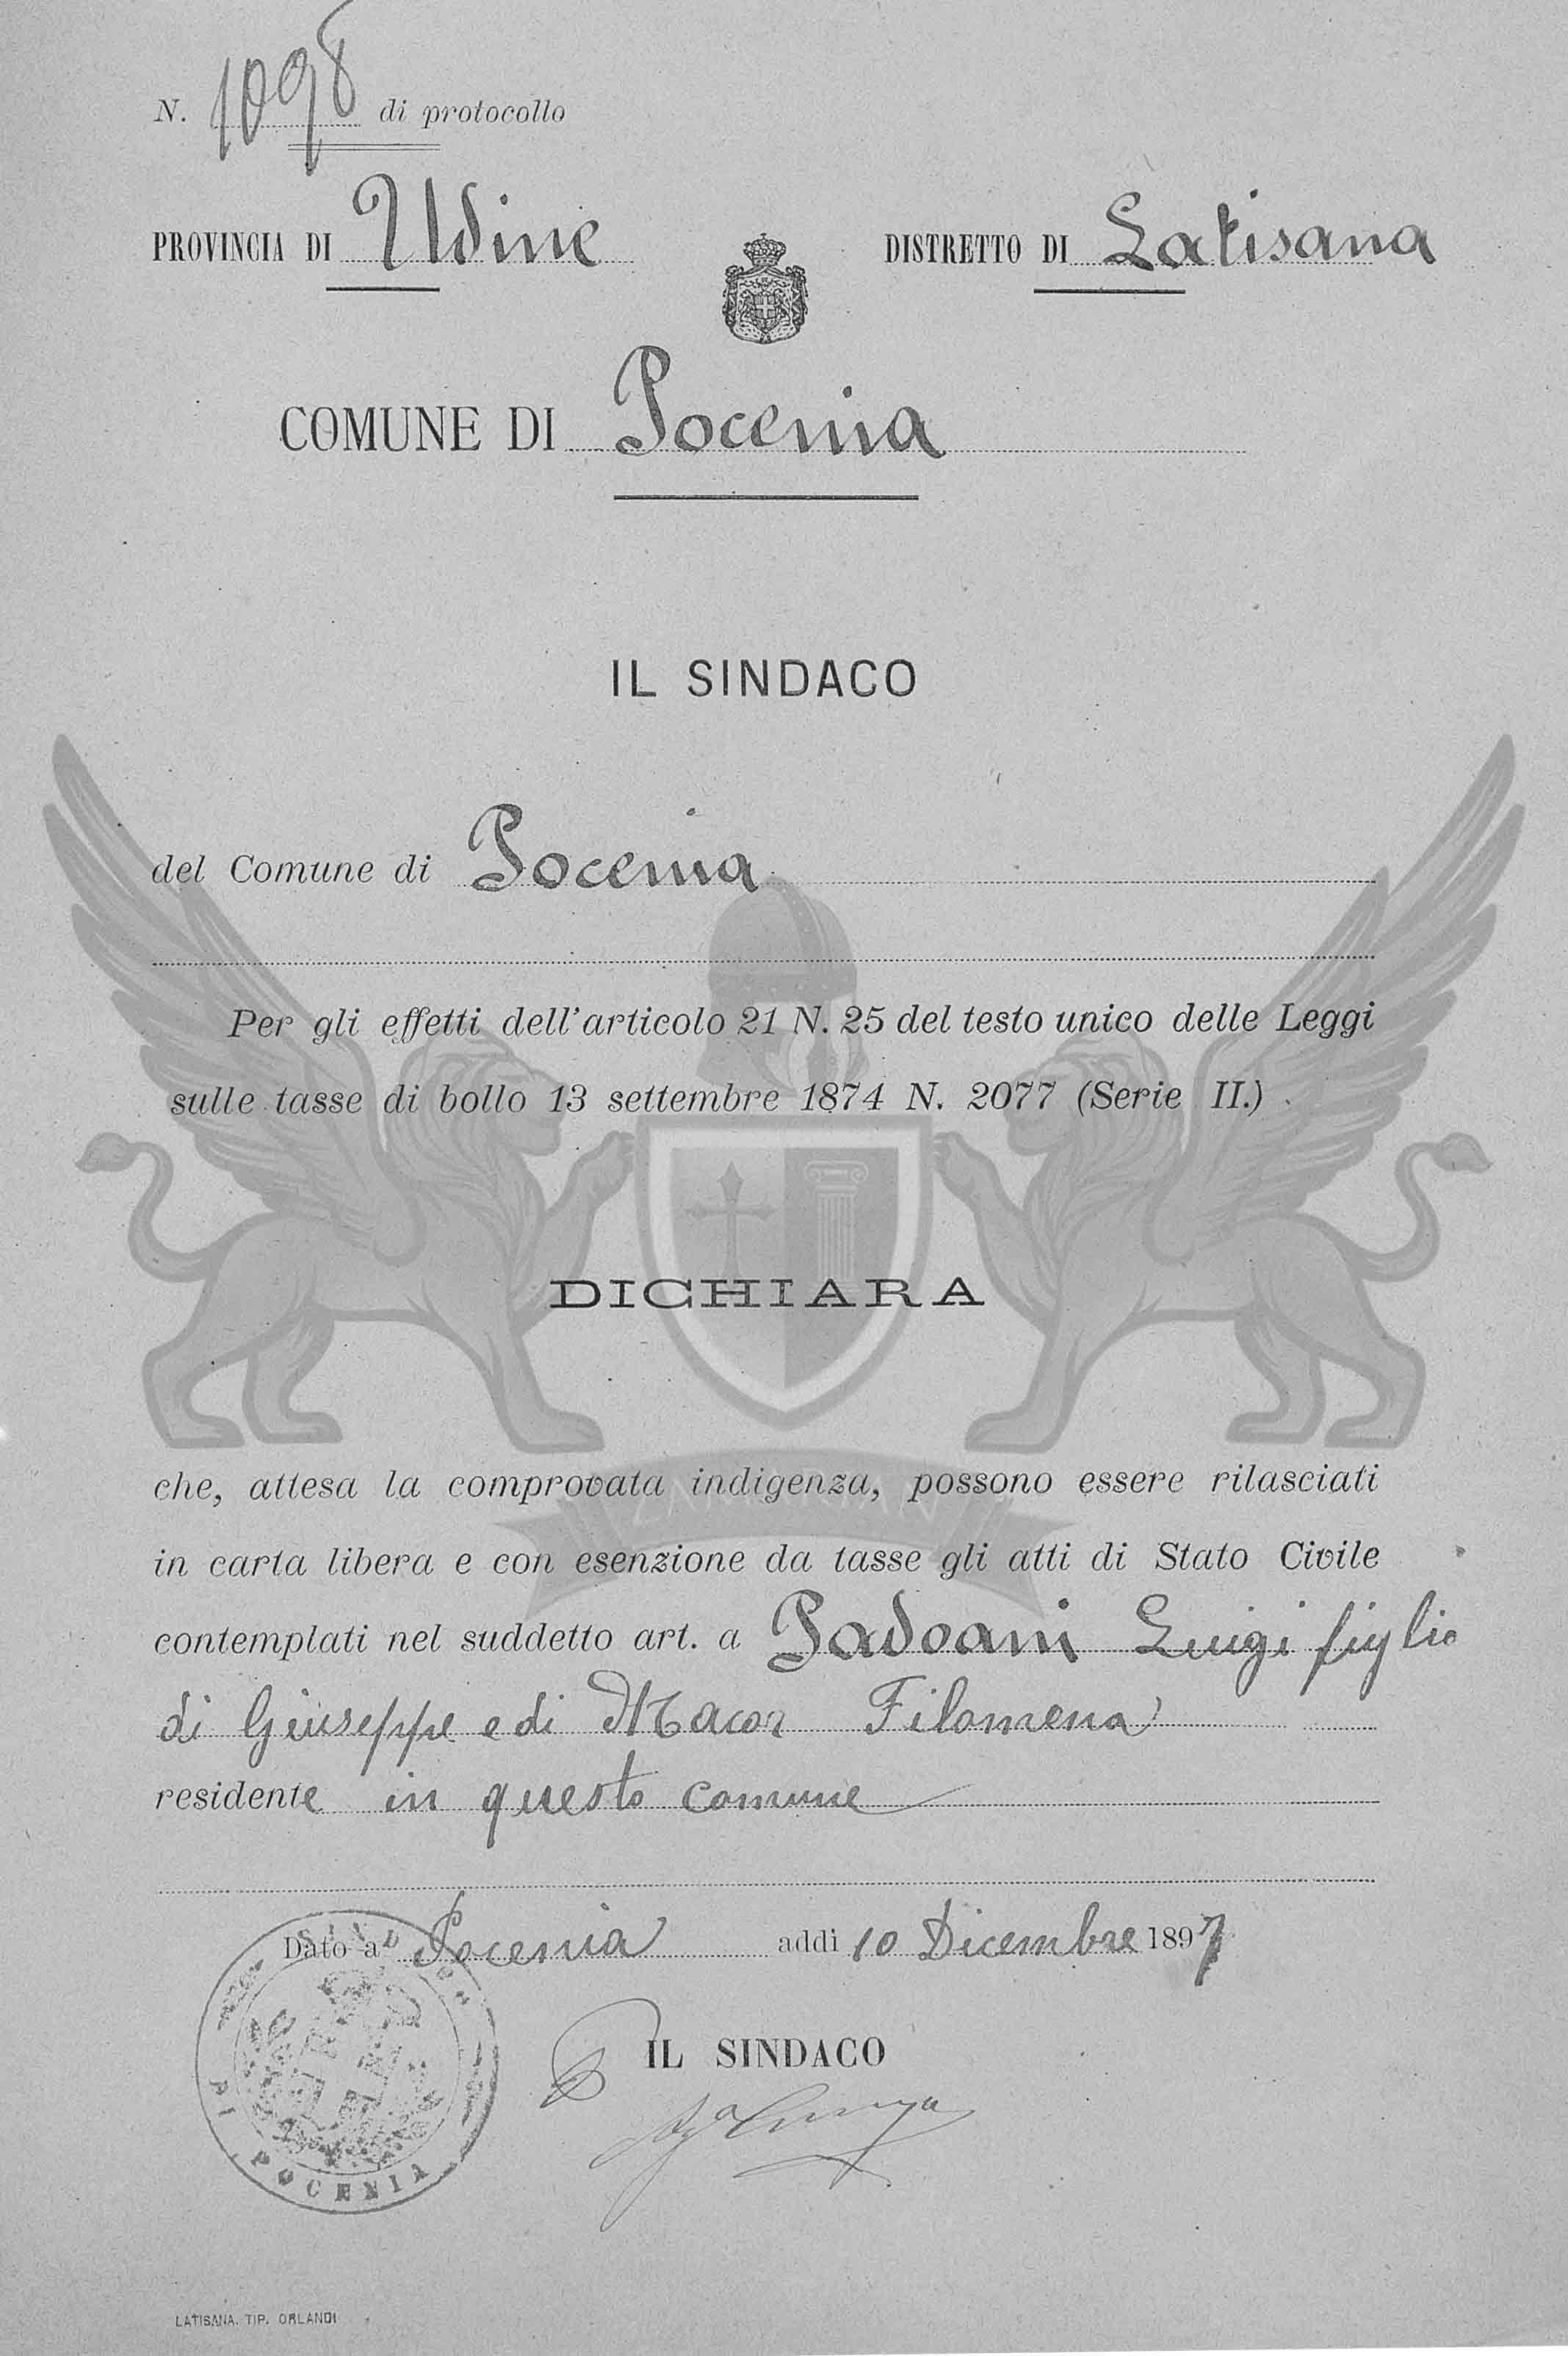 N. 1098 di protocollo
PROVINCIA DI Udine DISTRETTO DI Latisana
COMUNE DI Pocenia
IL SINDACO
del Comune di Pocenia
Per gli effetti dell'articolo 21 N. 25 del testo unico delle Leggi
sulle tasse di bollo 13 settembre 1874 N. 2077 (Serie II.)
DICHIARA
che, attesa la comprovata indigenza, possono essere rilasciati
in carta libera e con esenzione da tasse gli atti di Stato Civile
contemplati nel suddetto art. a Padoani Luigi figlio
di Giuseppe e di Macor Filomena
residente in questo comune
Dato a Pocenia addì 10 Dicembre 1897
IL SINDACO
DI POCENIA
LATISANA. TIP. ORLANDI